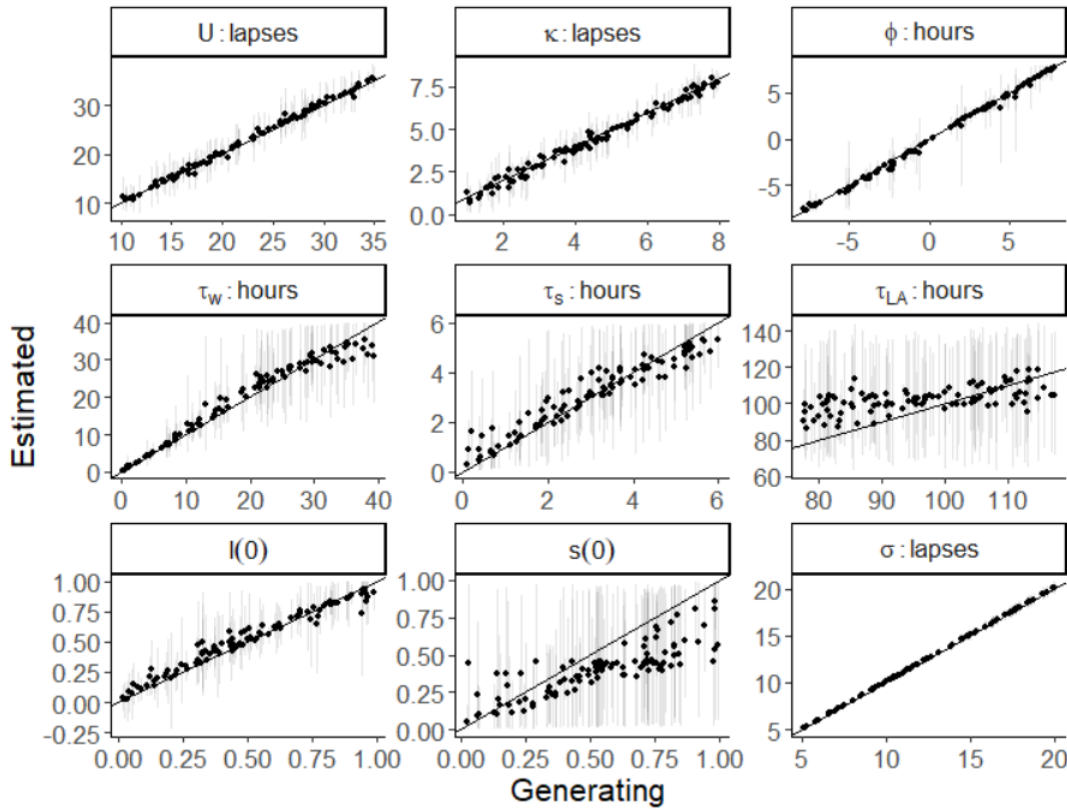 U : lapses
κ : lapses
ϕ : hours
30
20
10
10 15 20 25 30 35
7.5
5.0
2.5
0.0
2 4 6 8
5
0
-5
-5 0 5
τw : hours
τs : hours
τLA : hours
40
30
20
10
0
0 10 20 30 40
6
4
2
0
0 2 4 6
140
120
100
80
60
80 90 100 110
l(0)
s(0)
σ : lapses
1.00
0.75
0.50
0.25
0.00
-0.25
0.00 0.25 0.50 0.75 1.00
1.00
0.75
0.50
0.25
0.00
0.00 0.25 0.50 0.75 1.00
20
15
10
5
5 10 15 20
Estimated
Generating